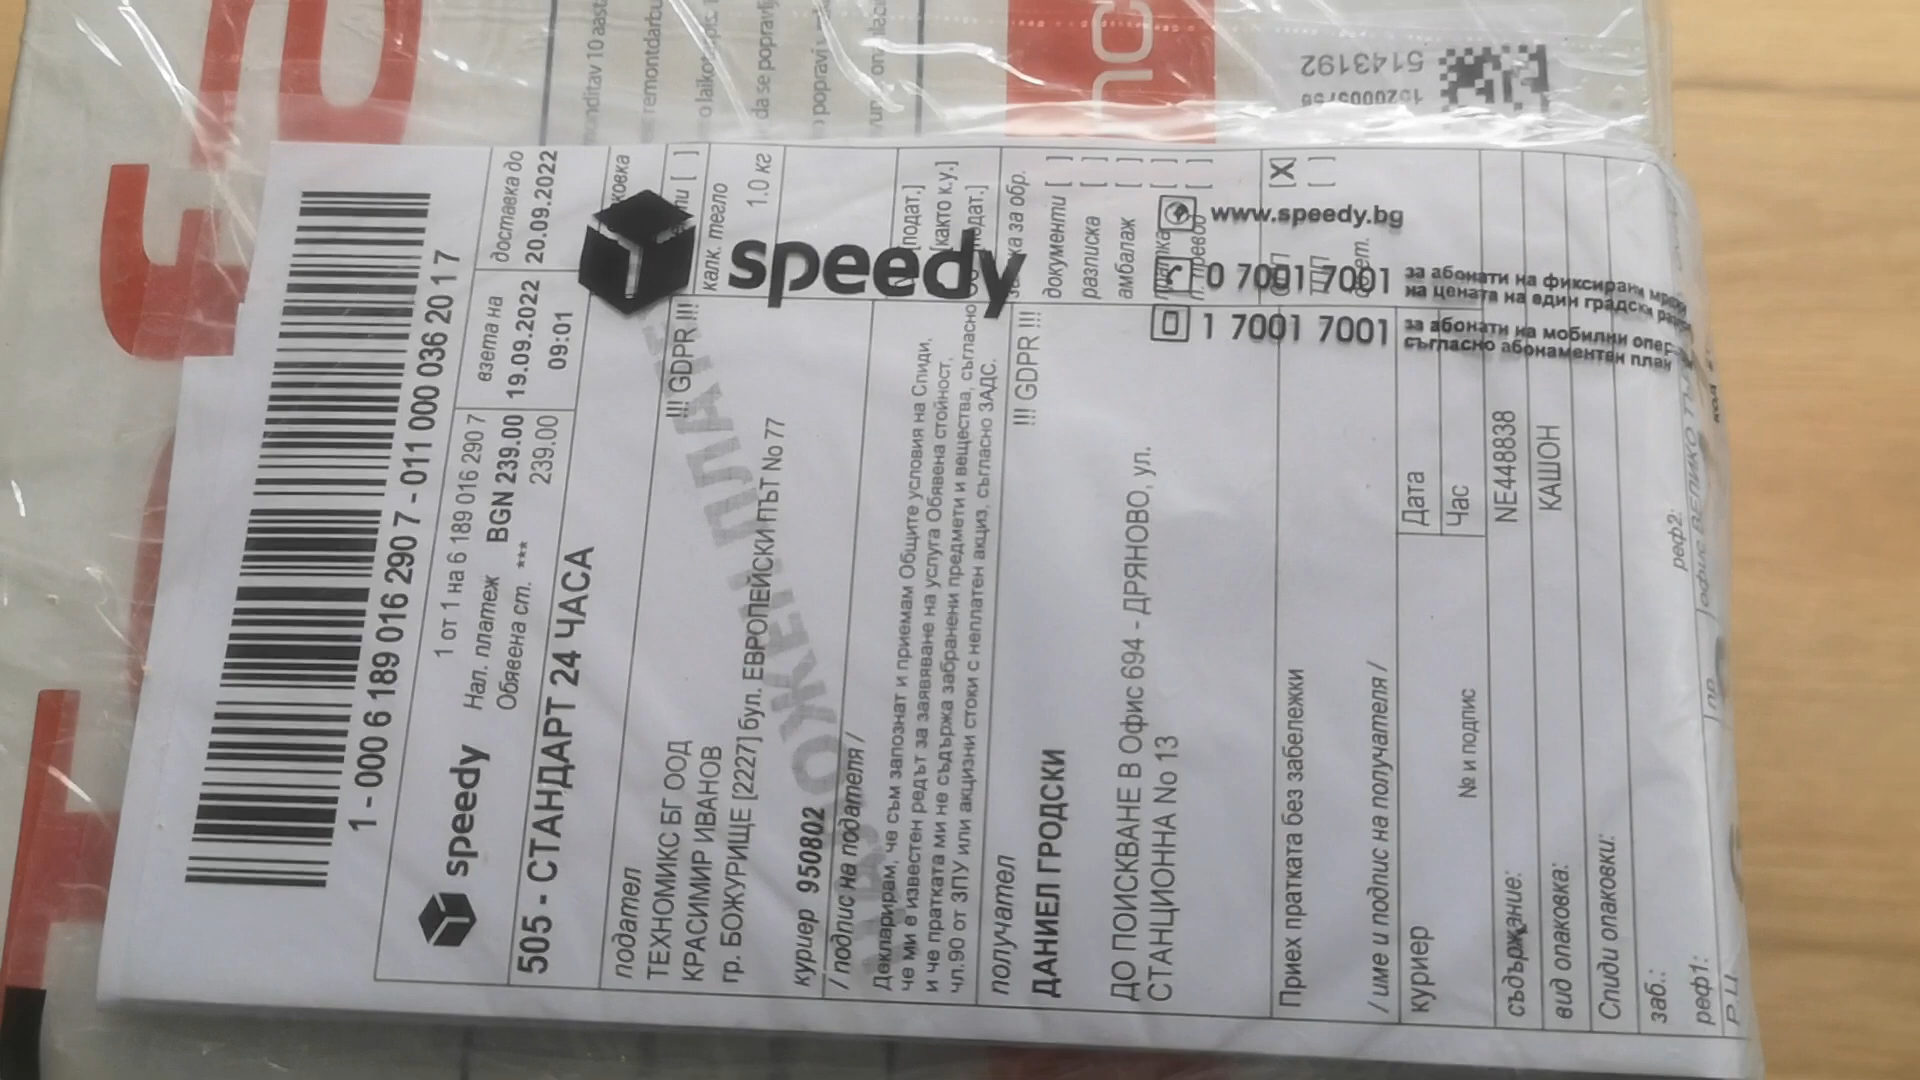 1 - 000 6 189 016 290 7 - 011 000 036 20 17
speedy
1 от 1 на 6 189 016 290 7
Нал. платеж BGN 239.00
Обявена ст. *** 239.00
взета на
19.09.2022
09:01
доставка до
20.09.2022
505 - СТАНДАРТ 24 ЧАСА
подател
!!! GDPR !!!
ТЕХНОМИКС БГ ООД
КРАСИМИР ИВАНОВ
гр. БОЖУРИЩЕ [2227] бул. ЕВРОПЕЙСКИ ПЪТ No 77
калк. тегло
1.0 кг
куриер 950802
/ подпис на подателя /
Декларирам, че съм запознат и приемам Общите условия на Спиди,
че ми е известен редът за заявяване на услуга Обявена стойност,
и че пратката ми не съдържа забранени предмети и вещества, съгласно
чл.90 от ЗПУ или акцизни стоки с неплатен акциз, съгласно ЗАДС.
[подат.]
[както к.у.]
получател
!!! GDPR !!!
ДАНИЕЛ ГРОДСКИ
ДО ПОИСКВАНЕ В Офис 694 - ДРЯНОВО, ул.
СТАНЦИОННА No 13
за обр.
документи [ ]
разписка [ ]
амбалаж [ ]
[X]
[ ]
Приех пратката без забележки
/ име и подпис на получателя /
куриер
№ и подпис
Дата
Час
съдържание: NE448838
вид опаковка: КАШОН
Спиди опаковки:
заб.:
реф1:
реф2:
speedy
www.speedy.bg
0 7001 7001 за абонати на фиксирани мрежи
на цената на един градски
1 7001 7001 за абонати на мобилни
съгласно абонаментен план
5143192
da se popravi
popravi